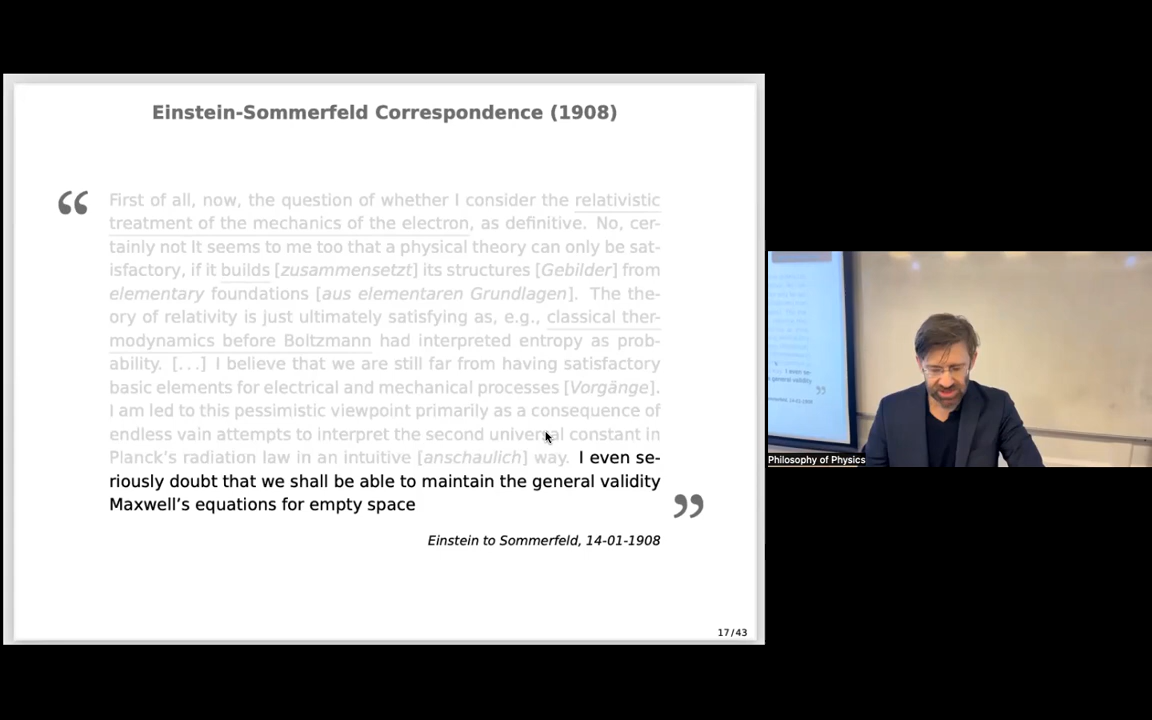 Einstein-Sommerfeld Correspondence (1908)
“ First of all, now, the question of whether I consider the relativistic
treatment of the mechanics of the electron, as definitive. No, cer-
tainly not It seems to me too that a physical theory can only be sat-
isfactory, if it builds [zusammensetzt] its structures [Gebilder] from
elementary foundations [aus elementaren Grundlagen]. The the-
ory of relativity is just ultimately satisfying as, e.g., classical ther-
modynamics before Boltzmann had interpreted entropy as prob-
ability. [...] I believe that we are still far from having satisfactory
basic elements for electrical and mechanical processes [Vorgänge].
I am led to this pessimistic viewpoint primarily as a consequence of
endless vain attempts to interpret the second universal constant in
Planck’s radiation law in an intuitive [anschaulich] way. I even se-
riously doubt that we shall be able to maintain the general validity
Maxwell’s equations for empty space ”
Einstein to Sommerfeld, 14-01-1908
17/43
Philosophy of Physics